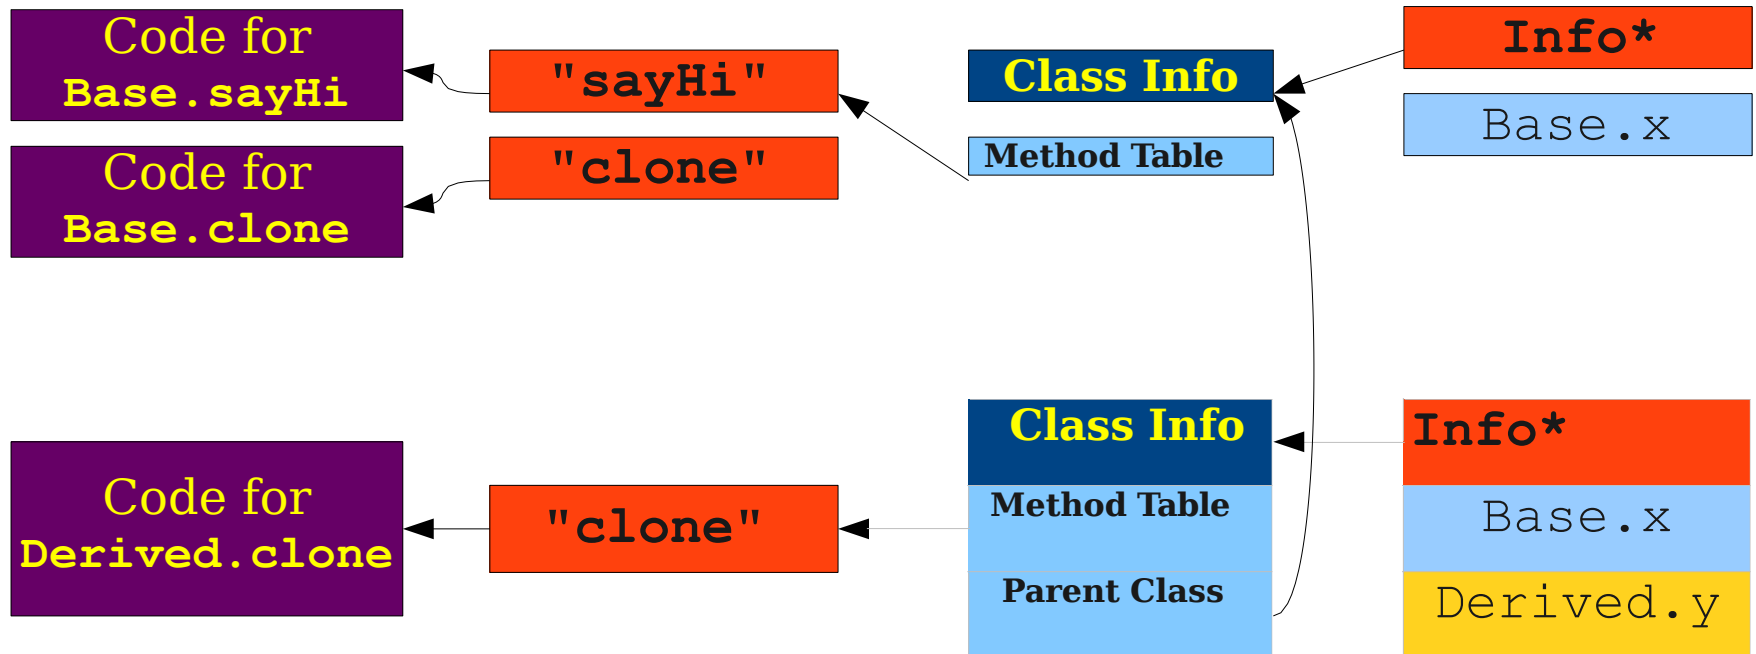 Code for
Base.sayHi
"sayHi"
Class Info
Info*
Base.x
Code for
Base.clone
"clone"
Method Table
Code for
Derived.clone
"clone"
Class Info
Method Table
Parent Class
Info*
Base.x
Derived.y